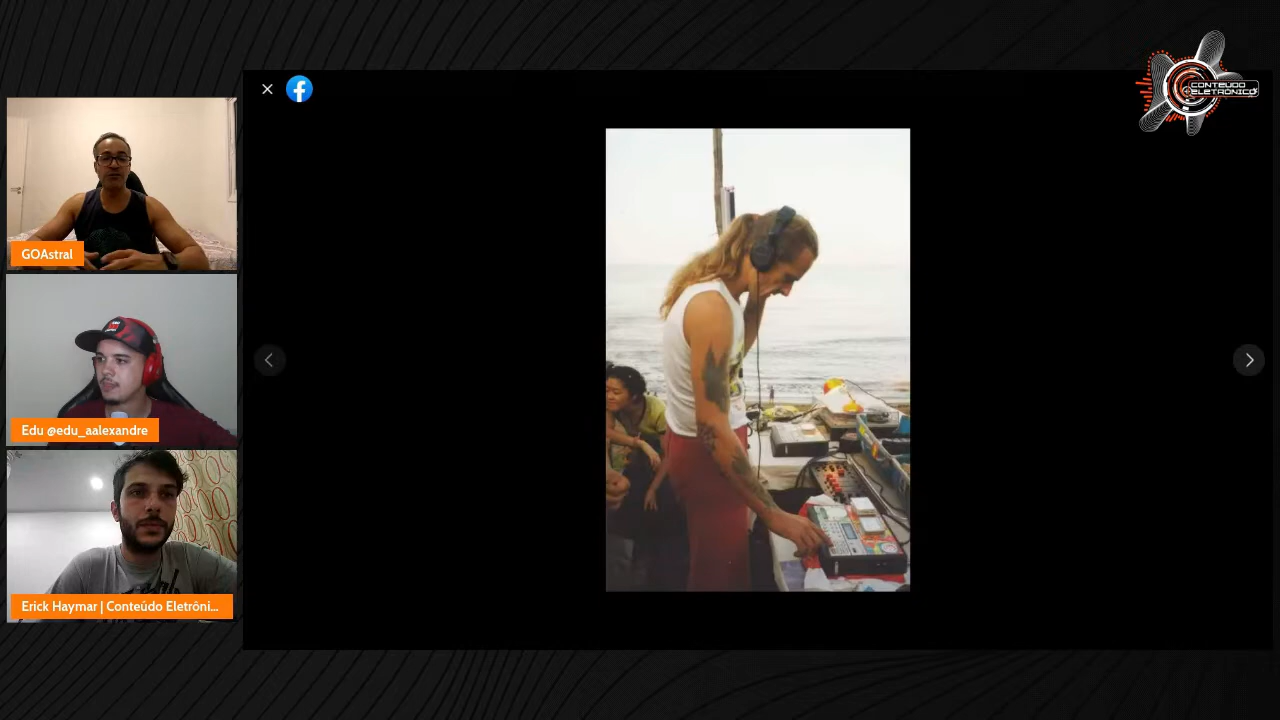 CONTEÚDO
ELETRÔNICO
GOAstral
Edu @edu_aalexandre
Erick Haymar | Conteúdo Eletrôni...